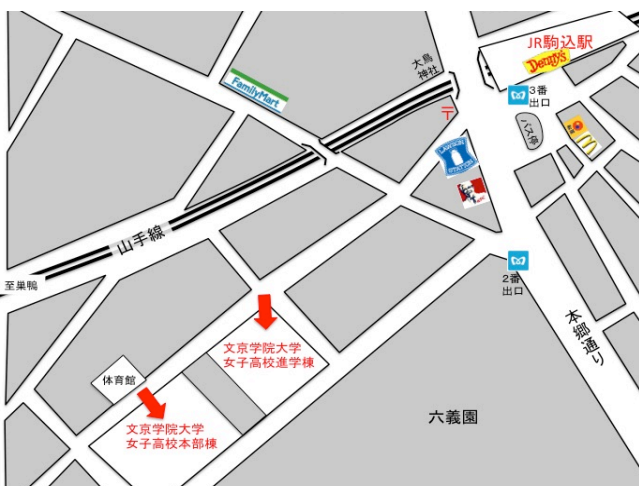 JR駒込駅
Denny's
大鳥
神社
3番
出口
FamilyMart
〒
バス停
LAWSON
STATION
KFC
山手線
2番
出口
至巣鴨
本郷通り
文京学院大学
女子高校進学棟
体育館
六義園
文京学院大学
女子高校本部棟